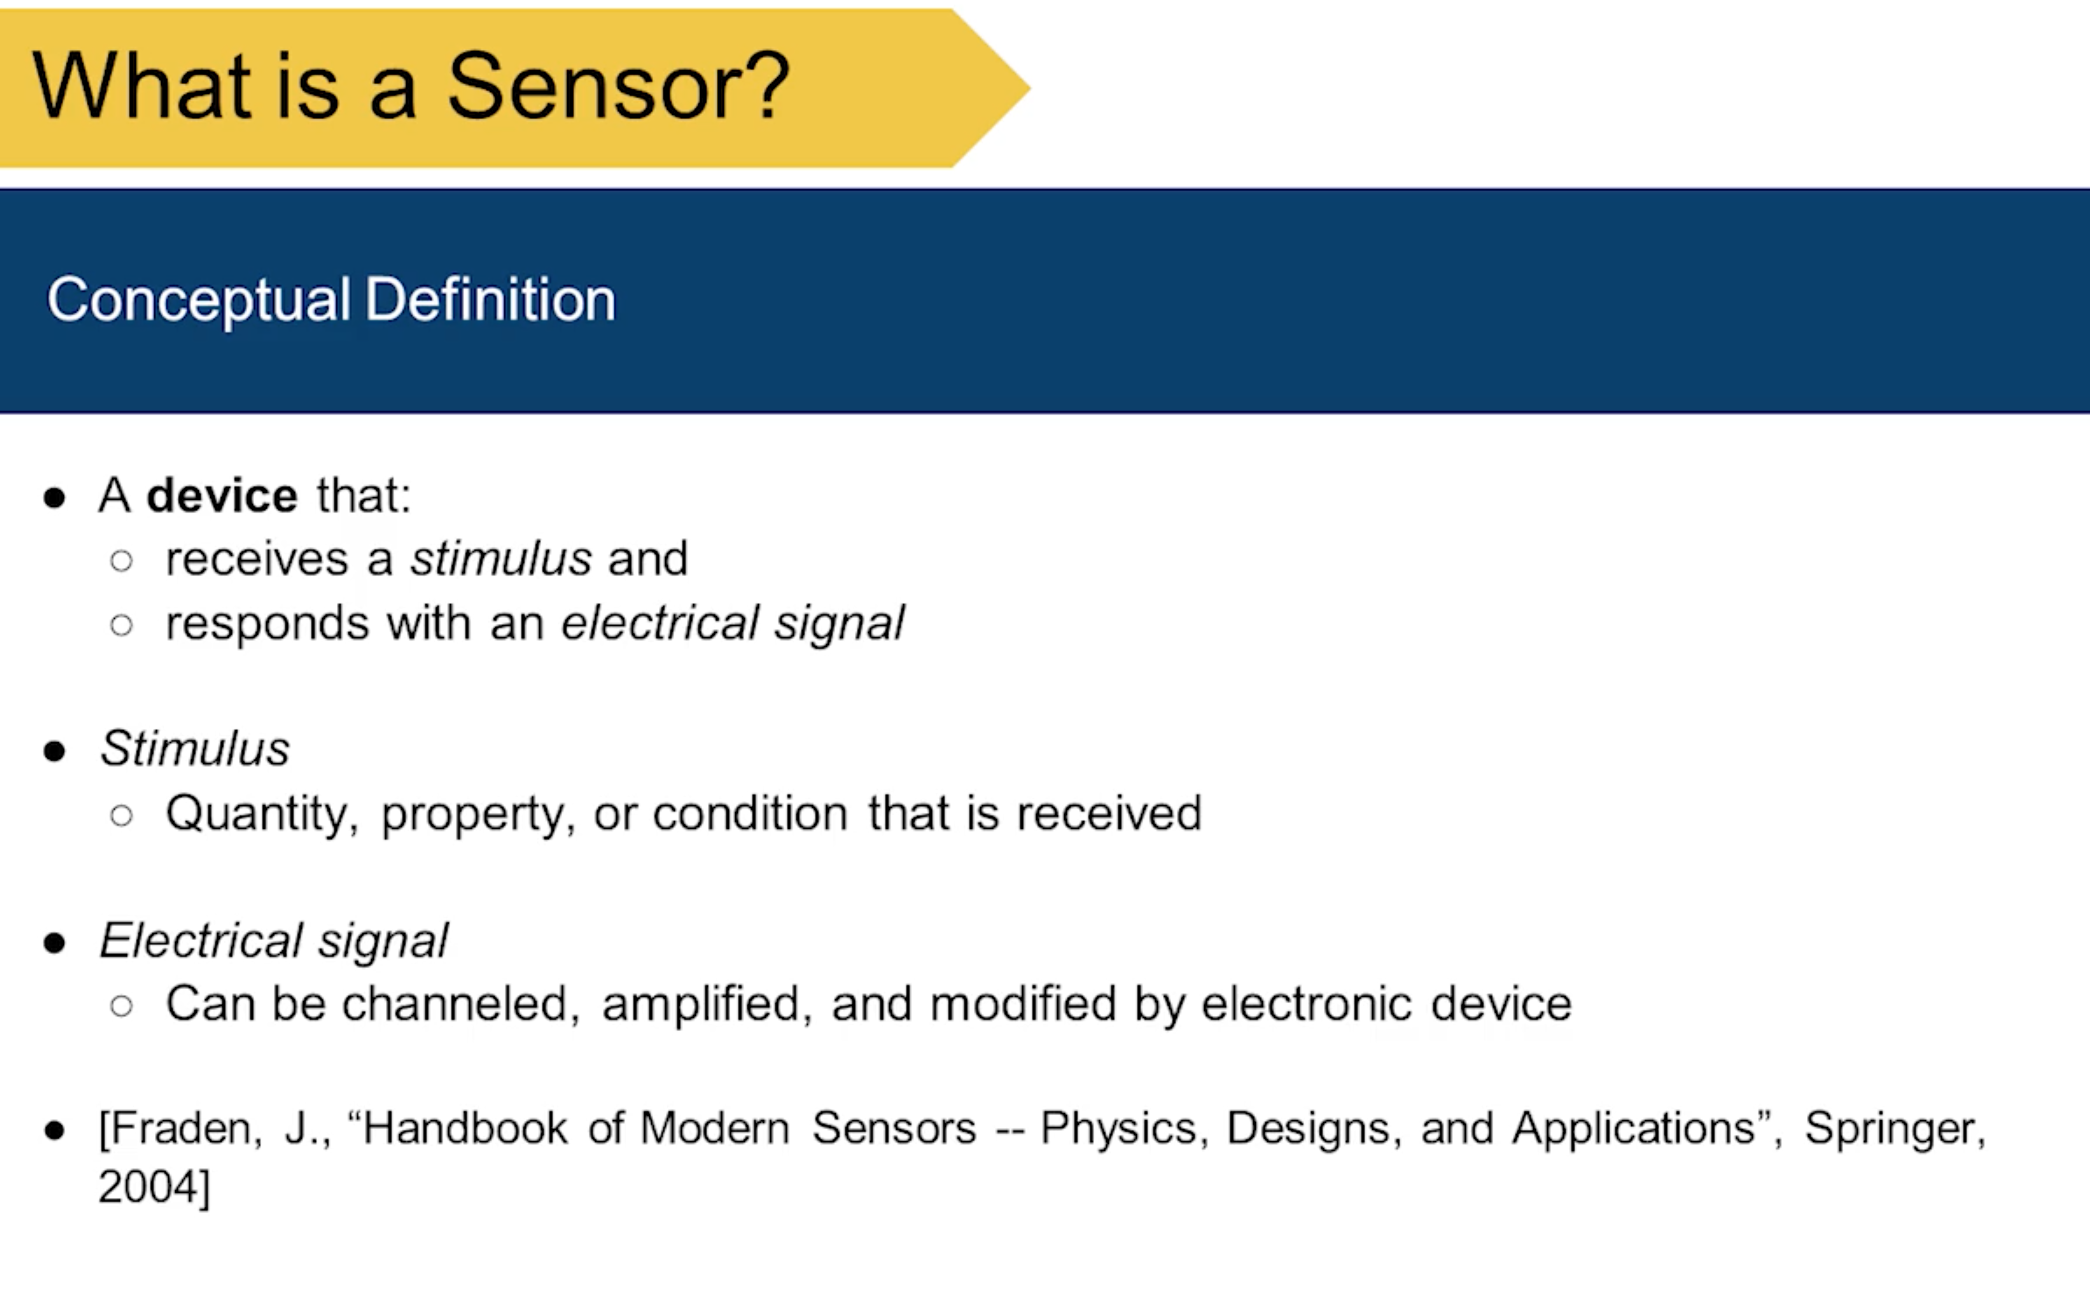 What is a Sensor?
Conceptual Definition
● A device that:
○ receives a stimulus and
○ responds with an electrical signal
● Stimulus
○ Quantity, property, or condition that is received
● Electrical signal
○ Can be channeled, amplified, and modified by electronic device
● [Fraden, J., “Handbook of Modern Sensors -- Physics, Designs, and Applications”, Springer,
2004]